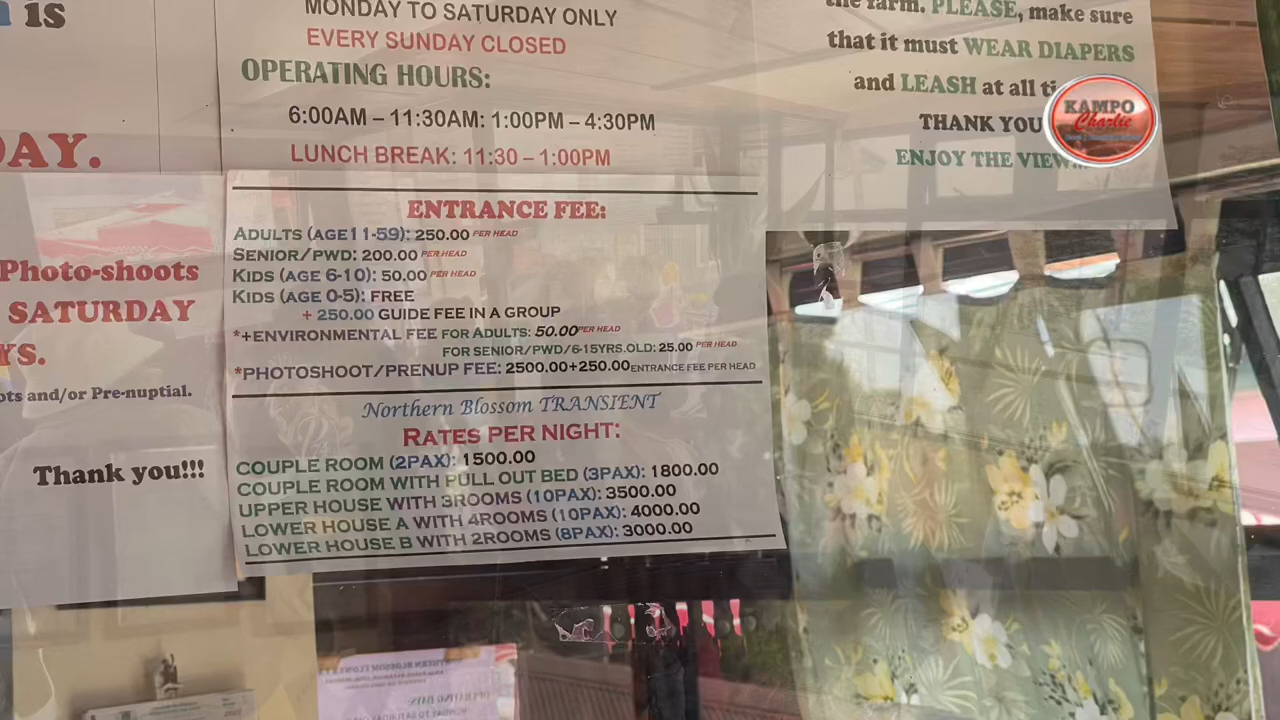 is
DAY.
Photo-shoots
SATURDAY
YS.
ots and/or Pre-nuptial.
Thank you!!!
MONDAY TO SATURDAY ONLY
EVERY SUNDAY CLOSED
OPERATING HOURS:
6:00AM – 11:30AM: 1:00PM – 4:30PM
LUNCH BREAK: 11:30 – 1:00PM
ENTRANCE FEE:
ADULTS (AGE11-59): 250.00 PER HEAD
SENIOR/PWD: 200.00 PER HEAD
KIDS (AGE 6-10): 50.00 PER HEAD
KIDS (AGE 0-5): FREE
+ 250.00 GUIDE FEE IN A GROUP
*+ENVIRONMENTAL FEE FOR ADULTS: 50.00 PER HEAD
FOR SENIOR/PWD/6-15YRS.OLD: 25.00 PER HEAD
*PHOTOSHOOT/PRENUP FEE: 2500.00+250.00 ENTRANCE FEE PER HEAD
Northern Blossom TRANSIENT
RATES PER NIGHT:
COUPLE ROOM (2PAX): 1500.00
COUPLE ROOM WITH PULL OUT BED (3PAX): 1800.00
UPPER HOUSE WITH 3ROOMS (10PAX): 3500.00
LOWER HOUSE A WITH 4ROOMS (10PAX): 4000.00
LOWER HOUSE B WITH 2ROOMS (8PAX): 3000.00
the farm. PLEASE, make sure
that it must WEAR DIAPERS
and LEASH at all
THANK YOU
ENJOY THE VIEW...
KAMPO
Charlie